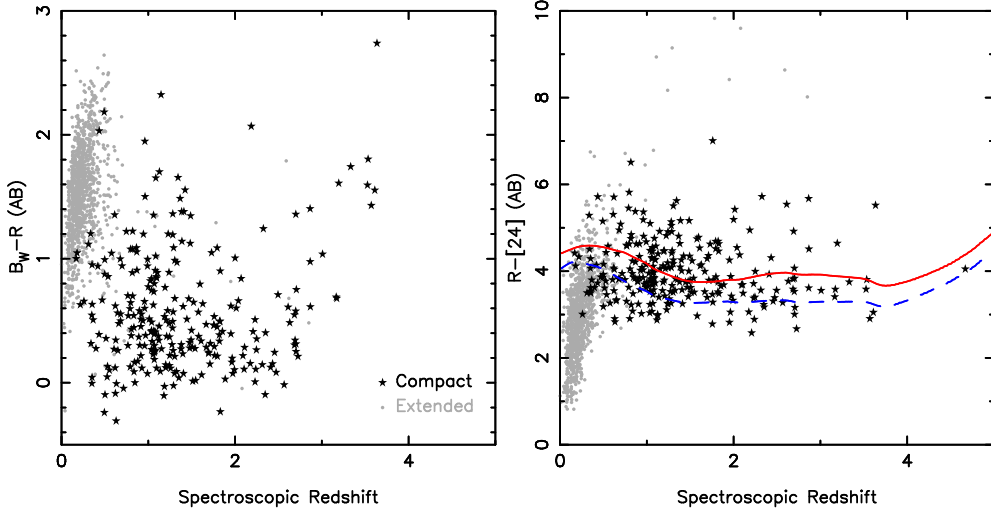 3
2
1
0
B_W−R (AB)
0
2
4
Spectroscopic Redshift
Compact
Extended
10
8
6
4
2
0
R−[24] (AB)
0
2
4
Spectroscopic Redshift